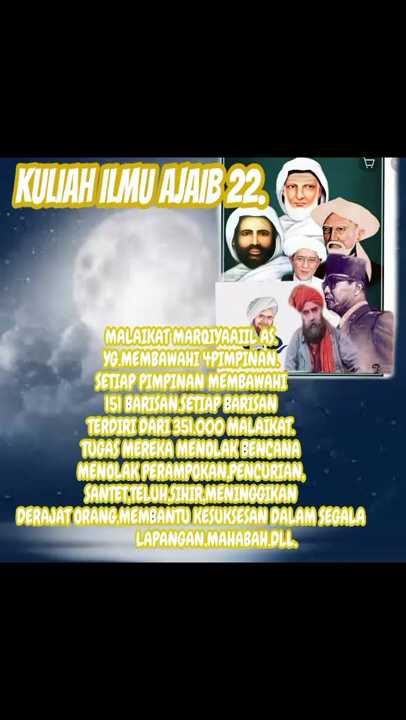 KULIAH ILMU AJAIB 22.
MALAIKAT MARQIYAAIIL AS,
YG.MEMBAWAHI 4PIMPINAN.
SETIAP PIMPINAN MEMBAWAHI
151 BARISAN.SETIAP BARISAN
TERDIRI DARI 351.000 MALAIKAT.
TUGAS MEREKA MENOLAK BENCANA
MENOLAK PERAMPOKAN,PENCURIAN,
SANTET,TELUH,SIHIR,MENINGGIKAN
DERAJAT ORANG,MEMBANTU KESUKSESAN DALAM SEGALA
LAPANGAN,MAHABAH.DLL.